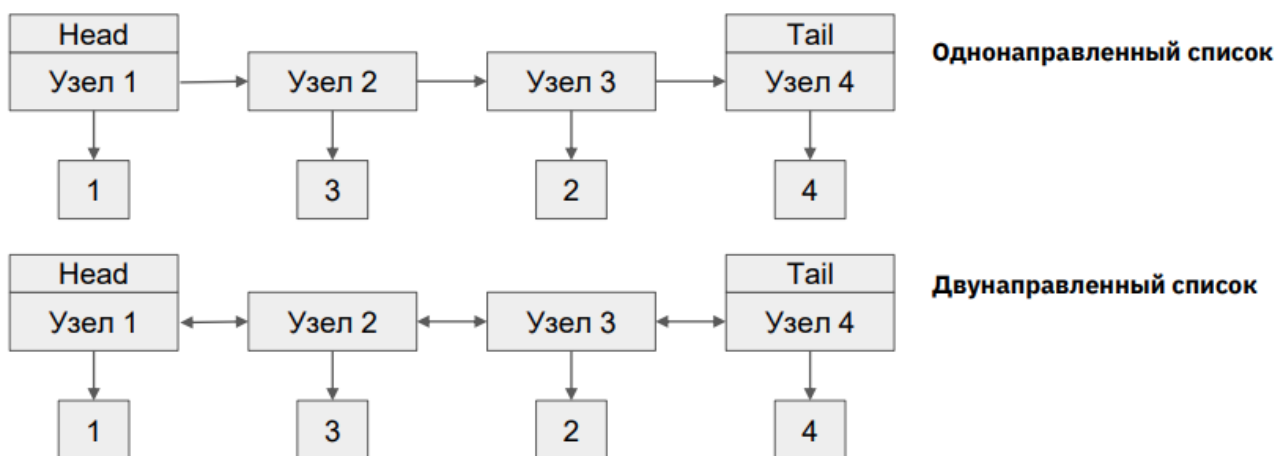 Head
Tail
Однонаправленный список
Узел 1
Узел 2
Узел 3
Узел 4
1
3
2
4
Head
Tail
Двунаправленный список
Узел 1
Узел 2
Узел 3
Узел 4
1
3
2
4